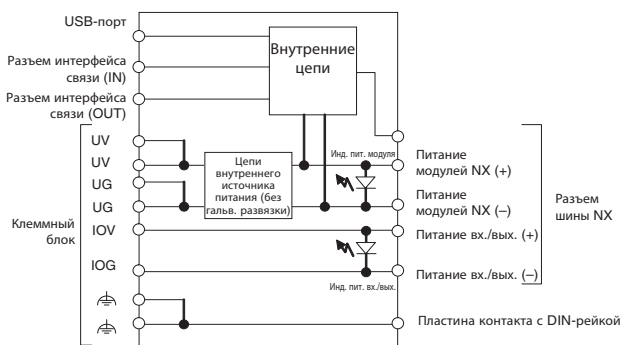 USB-порт
Разъем интерфейса
связи (IN)
Разъем интерфейса
связи (OUT)
Внутренние
цепи
UV
UV
UG
UG
IOV
IOG
Клеммный
блок
Цепи
внутреннего
источника
питания (без
гальв. развязки)
Инд. пит. модуля
Инд. пит. вх./вых.
Питание
модулей NX (+)
Питание
модулей NX (–)
Питание вх./вых. (+)
Питание вх./вых. (–)
Разъем
шины NX
Пластина контакта с DIN-рейкой